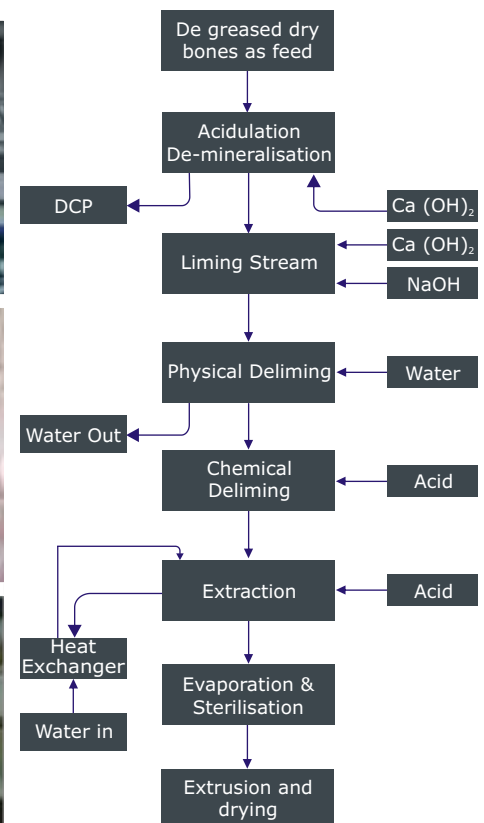 De greased dry
bones as feed
Acidulation
De-mineralisation
DCP
Ca (OH)₂
Ca (OH)₂
Liming Stream
NaOH
Physical Deliming
Water
Water Out
Chemical
Deliming
Acid
Extraction
Acid
Heat
Exchanger
Evaporation &
Sterilisation
Water in
Extrusion and
drying